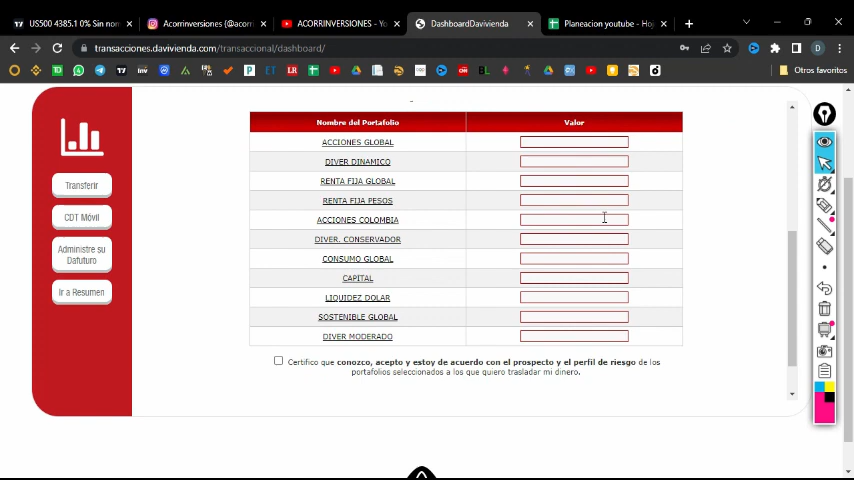 US500 4385.1 0% Sin nom
Acorrinversiones (@acorr
ACORRINVERSIONES - Yo
DashboardDavivienda
Planeacion youtube - Hoj
transacciones.davivienda.com/transaccional/dashboard/
Otros favoritos
Transferir
CDT Móvil
Administre su
Dafuturo
Ir a Resumen
Nombre del Portafolio Valor
ACCIONES GLOBAL
DIVER DINAMICO
RENTA FIJA GLOBAL
RENTA FIJA PESOS
ACCIONES COLOMBIA
DIVER. CONSERVADOR
CONSUMO GLOBAL
CAPITAL
LIQUIDEZ DOLAR
SOSTENIBLE GLOBAL
DIVER MODERADO
Certifico que conozco, acepto y estoy de acuerdo con el prospecto y el perfil de riesgo de los
portafolios seleccionados a los que quiero trasladar mi dinero.